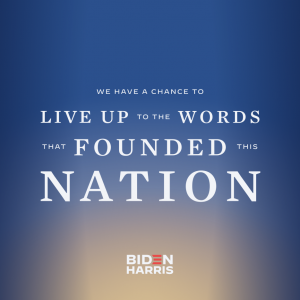 WE HAVE A CHANCE TO
LIVE UP TO THE WORDS
THAT FOUNDED THIS
NATION
BIDEN
HARRIS